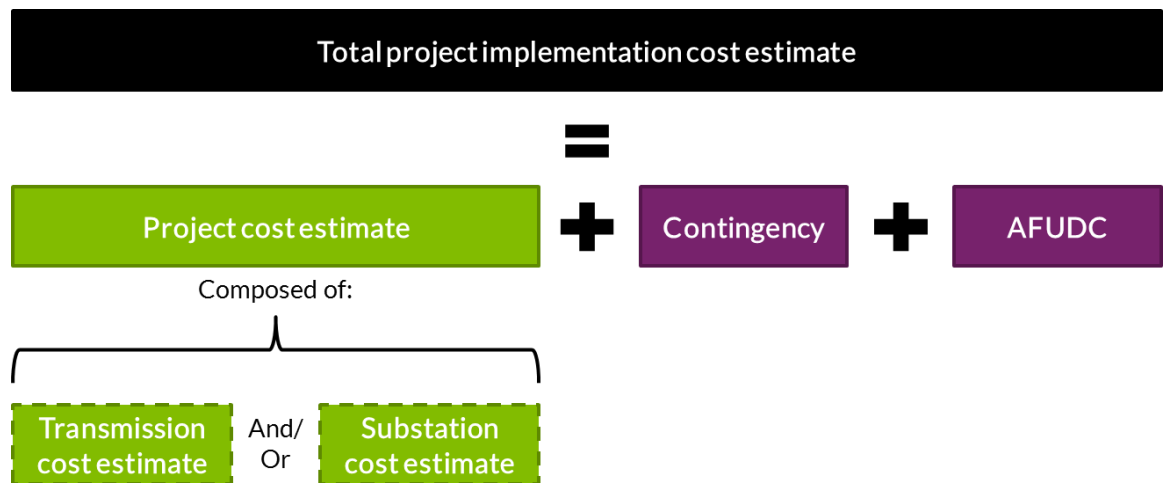 Total project implementation cost estimate
=
Project cost estimate + Contingency + AFUDC
Composed of:
Transmission
cost estimate
And/
Or
Substation
cost estimate